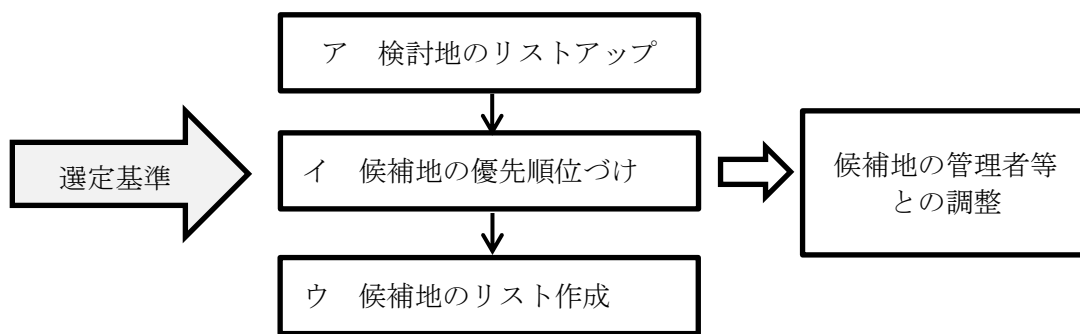 ア　検討地のリストアップ
選定基準
イ　候補地の優先順位づけ
候補地の管理者等
との調整
ウ　候補地のリスト作成